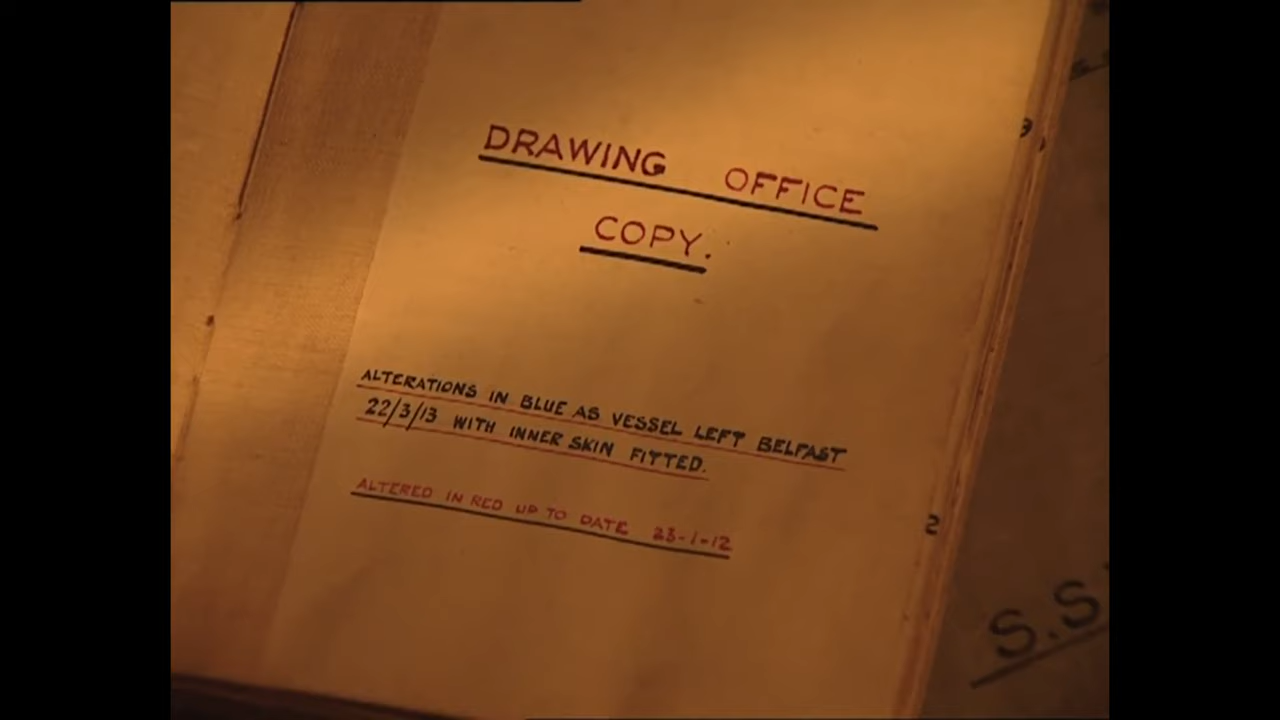 DRAWING OFFICE
COPY.
ALTERATIONS IN BLUE AS VESSEL LEFT BELFAST
22/3/13 WITH INNER SKIN FITTED.
ALTERED IN RED UP TO DATE 23-1-12
2
S.S